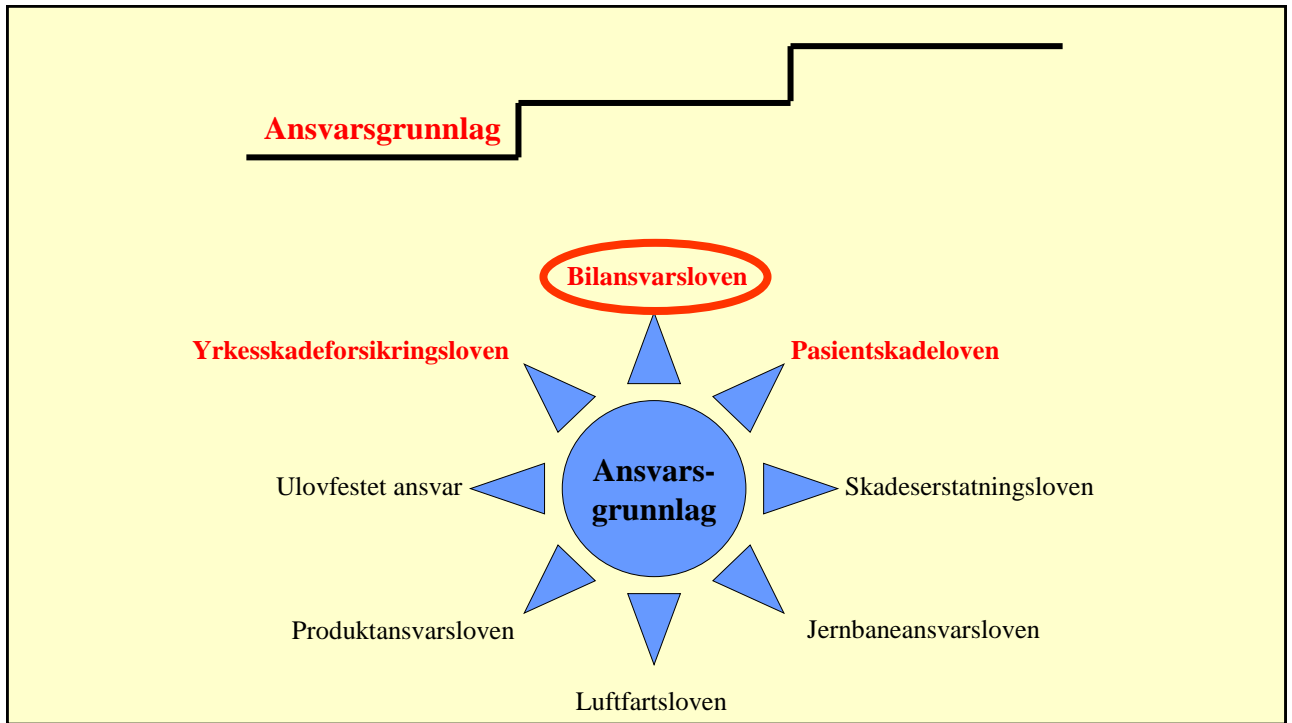 Ansvarsgrunnlag
Bilansvarsloven
Yrkesskadeforsikringsloven
Pasientskadeloven
Ulovfestet ansvar
Ansvars-
grunnlag
Skadeserstatningsloven
Produktansvarsloven
Jernbaneansvarsloven
Luftfartsloven